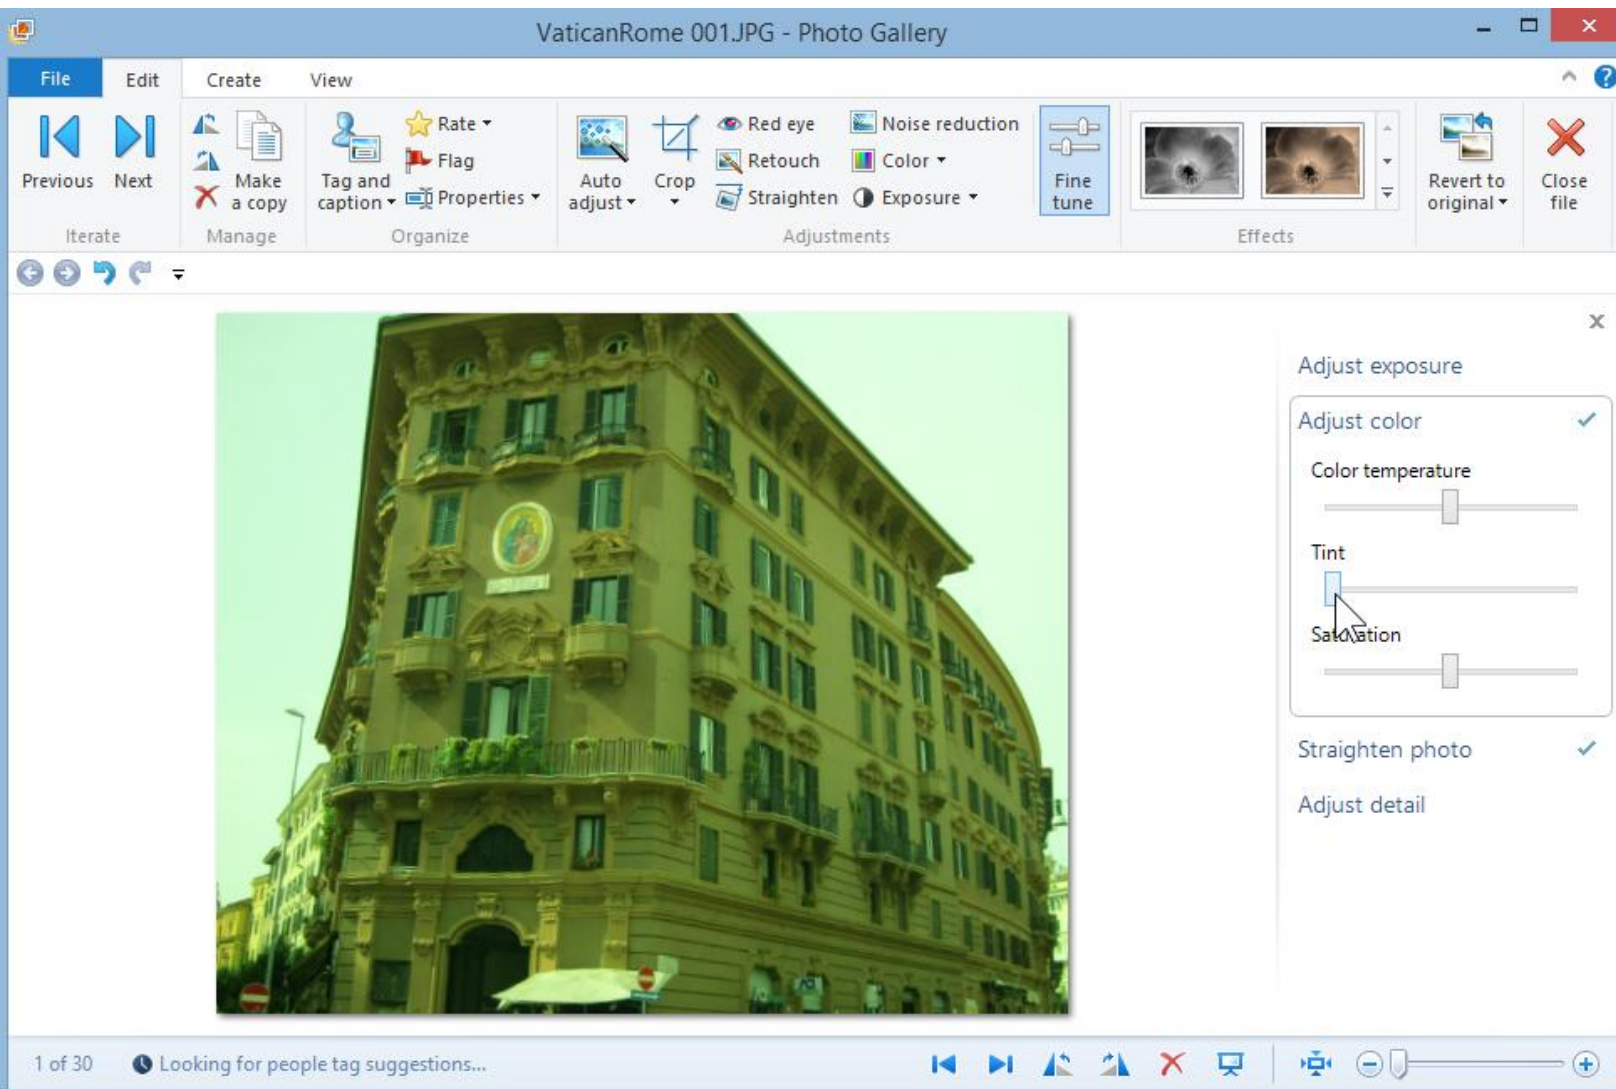 VaticanRome 001.JPG - Photo Gallery
File Edit Create View
Previous
Next
Iterate
Make
a copy
Manage
Tag and
caption
Rate
Flag
Properties
Organize
Auto
adjust
Crop
Red eye
Retouch
Straighten
Noise reduction
Color
Exposure
Adjustments
Fine
tune
Effects
Revert to
original
Close
file
Adjust exposure
Adjust color
Color temperature
Tint
Saturation
Straighten photo
Adjust detail
1 of 30 Looking for people tag suggestions...